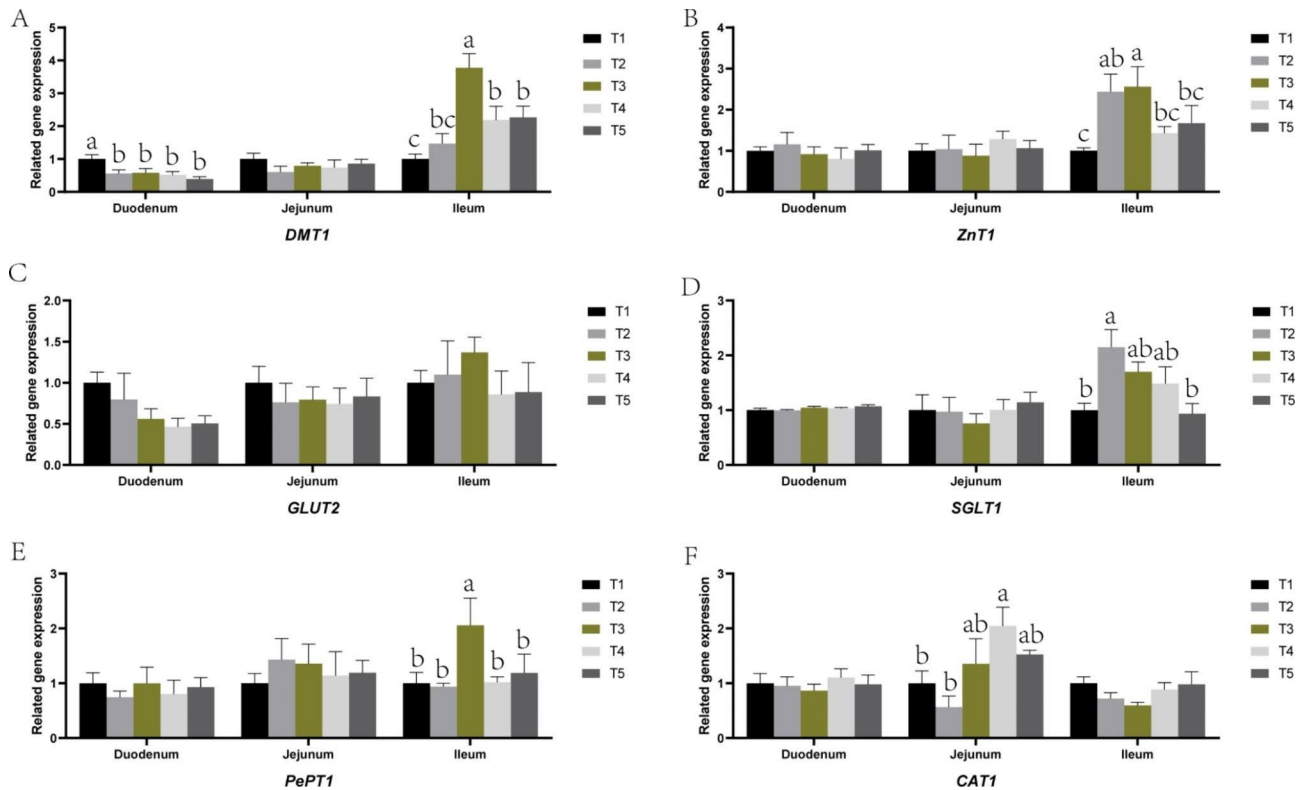 A
5
4
3
2
1
0
Related gene expression
a
b
b
b
b
c
bc
a
b
b
Duodenum
Jejunum
Ileum
DMT1
T1
T2
T3
T4
T5
B
4
3
2
1
0
Related gene expression
c
ab
a
bc
bc
Duodenum
Jejunum
Ileum
ZnT1
T1
T2
T3
T4
T5
C
2.0
1.5
1.0
0.5
0.0
Related gene expression
Duodenum
Jejunum
Ileum
GLUT2
T1
T2
T3
T4
T5
D
3
2
1
0
Related gene expression
b
a
ab
ab
b
Duodenum
Jejunum
Ileum
SGLT1
T1
T2
T3
T4
T5
E
3
2
1
0
Related gene expression
b
b
a
b
b
Duodenum
Jejunum
Ileum
PePT1
T1
T2
T3
T4
T5
F
3
2
1
0
Related gene expression
b
b
ab
a
ab
Duodenum
Jejunum
Ileum
CAT1
T1
T2
T3
T4
T5